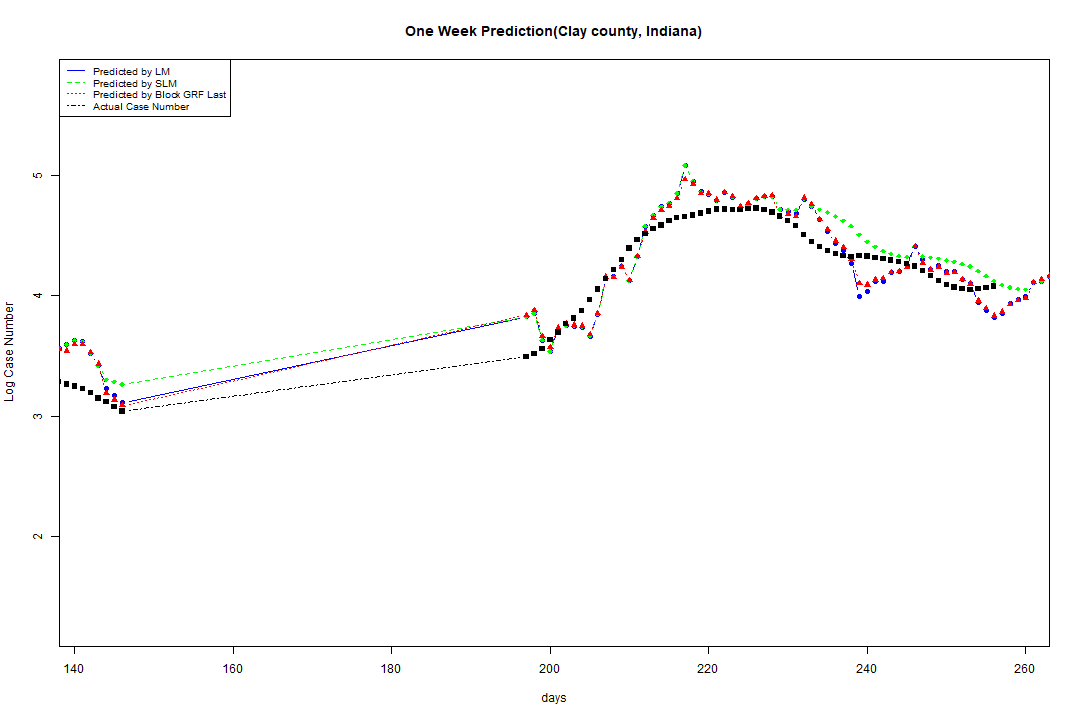 One Week Prediction(Clay county, Indiana)
Predicted by LM
Predicted by SLM
Predicted by Block GRF Last
Actual Case Number
5
4
3
2
Log Case Number
140 160 180 200 220 240 260
days